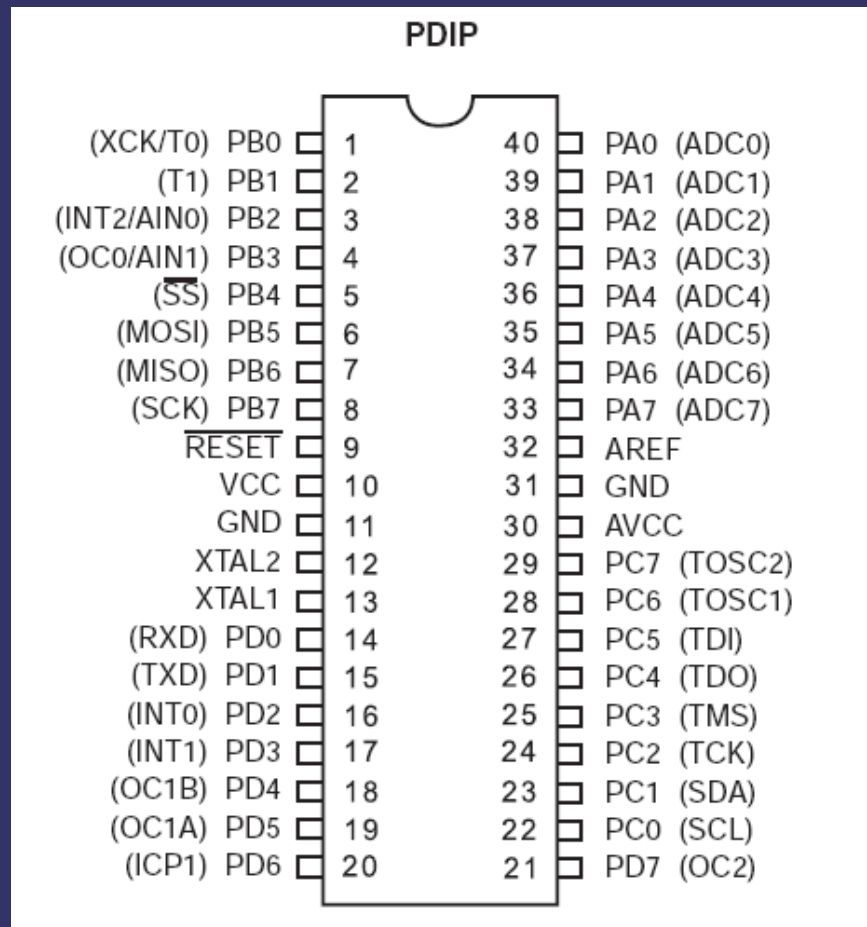 PDIP
(XCK/T0) PB0 1 40 PA0 (ADC0)
(T1) PB1 2 39 PA1 (ADC1)
(INT2/AIN0) PB2 3 38 PA2 (ADC2)
(OC0/AIN1) PB3 4 37 PA3 (ADC3)
(SS) PB4 5 36 PA4 (ADC4)
(MOSI) PB5 6 35 PA5 (ADC5)
(MISO) PB6 7 34 PA6 (ADC6)
(SCK) PB7 8 33 PA7 (ADC7)
RESET 9 32 AREF
VCC 10 31 GND
GND 11 30 AVCC
XTAL2 12 29 PC7 (TOSC2)
XTAL1 13 28 PC6 (TOSC1)
(RXD) PD0 14 27 PC5 (TDI)
(TXD) PD1 15 26 PC4 (TDO)
(INT0) PD2 16 25 PC3 (TMS)
(INT1) PD3 17 24 PC2 (TCK)
(OC1B) PD4 18 23 PC1 (SDA)
(OC1A) PD5 19 22 PC0 (SCL)
(ICP1) PD6 20 21 PD7 (OC2)